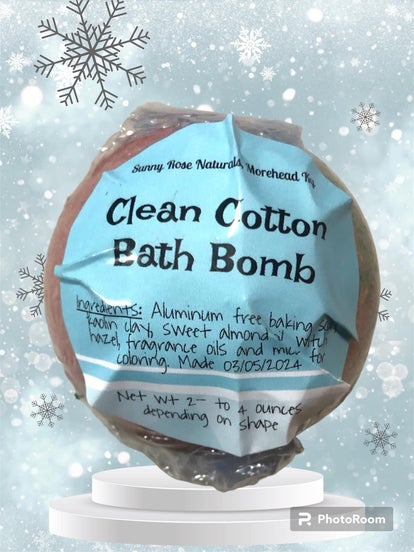 Sunny Rose Naturals, Morehead Ky
Clean Cotton
Bath Bomb
Ingredients: Aluminum free baking
kaolin clay, sweet almond
hazel, fragrance oils and mica for
coloring. Made 03/05/2024
Net Wt 2- to 4 ounces
depending on shape
PhotoRoom